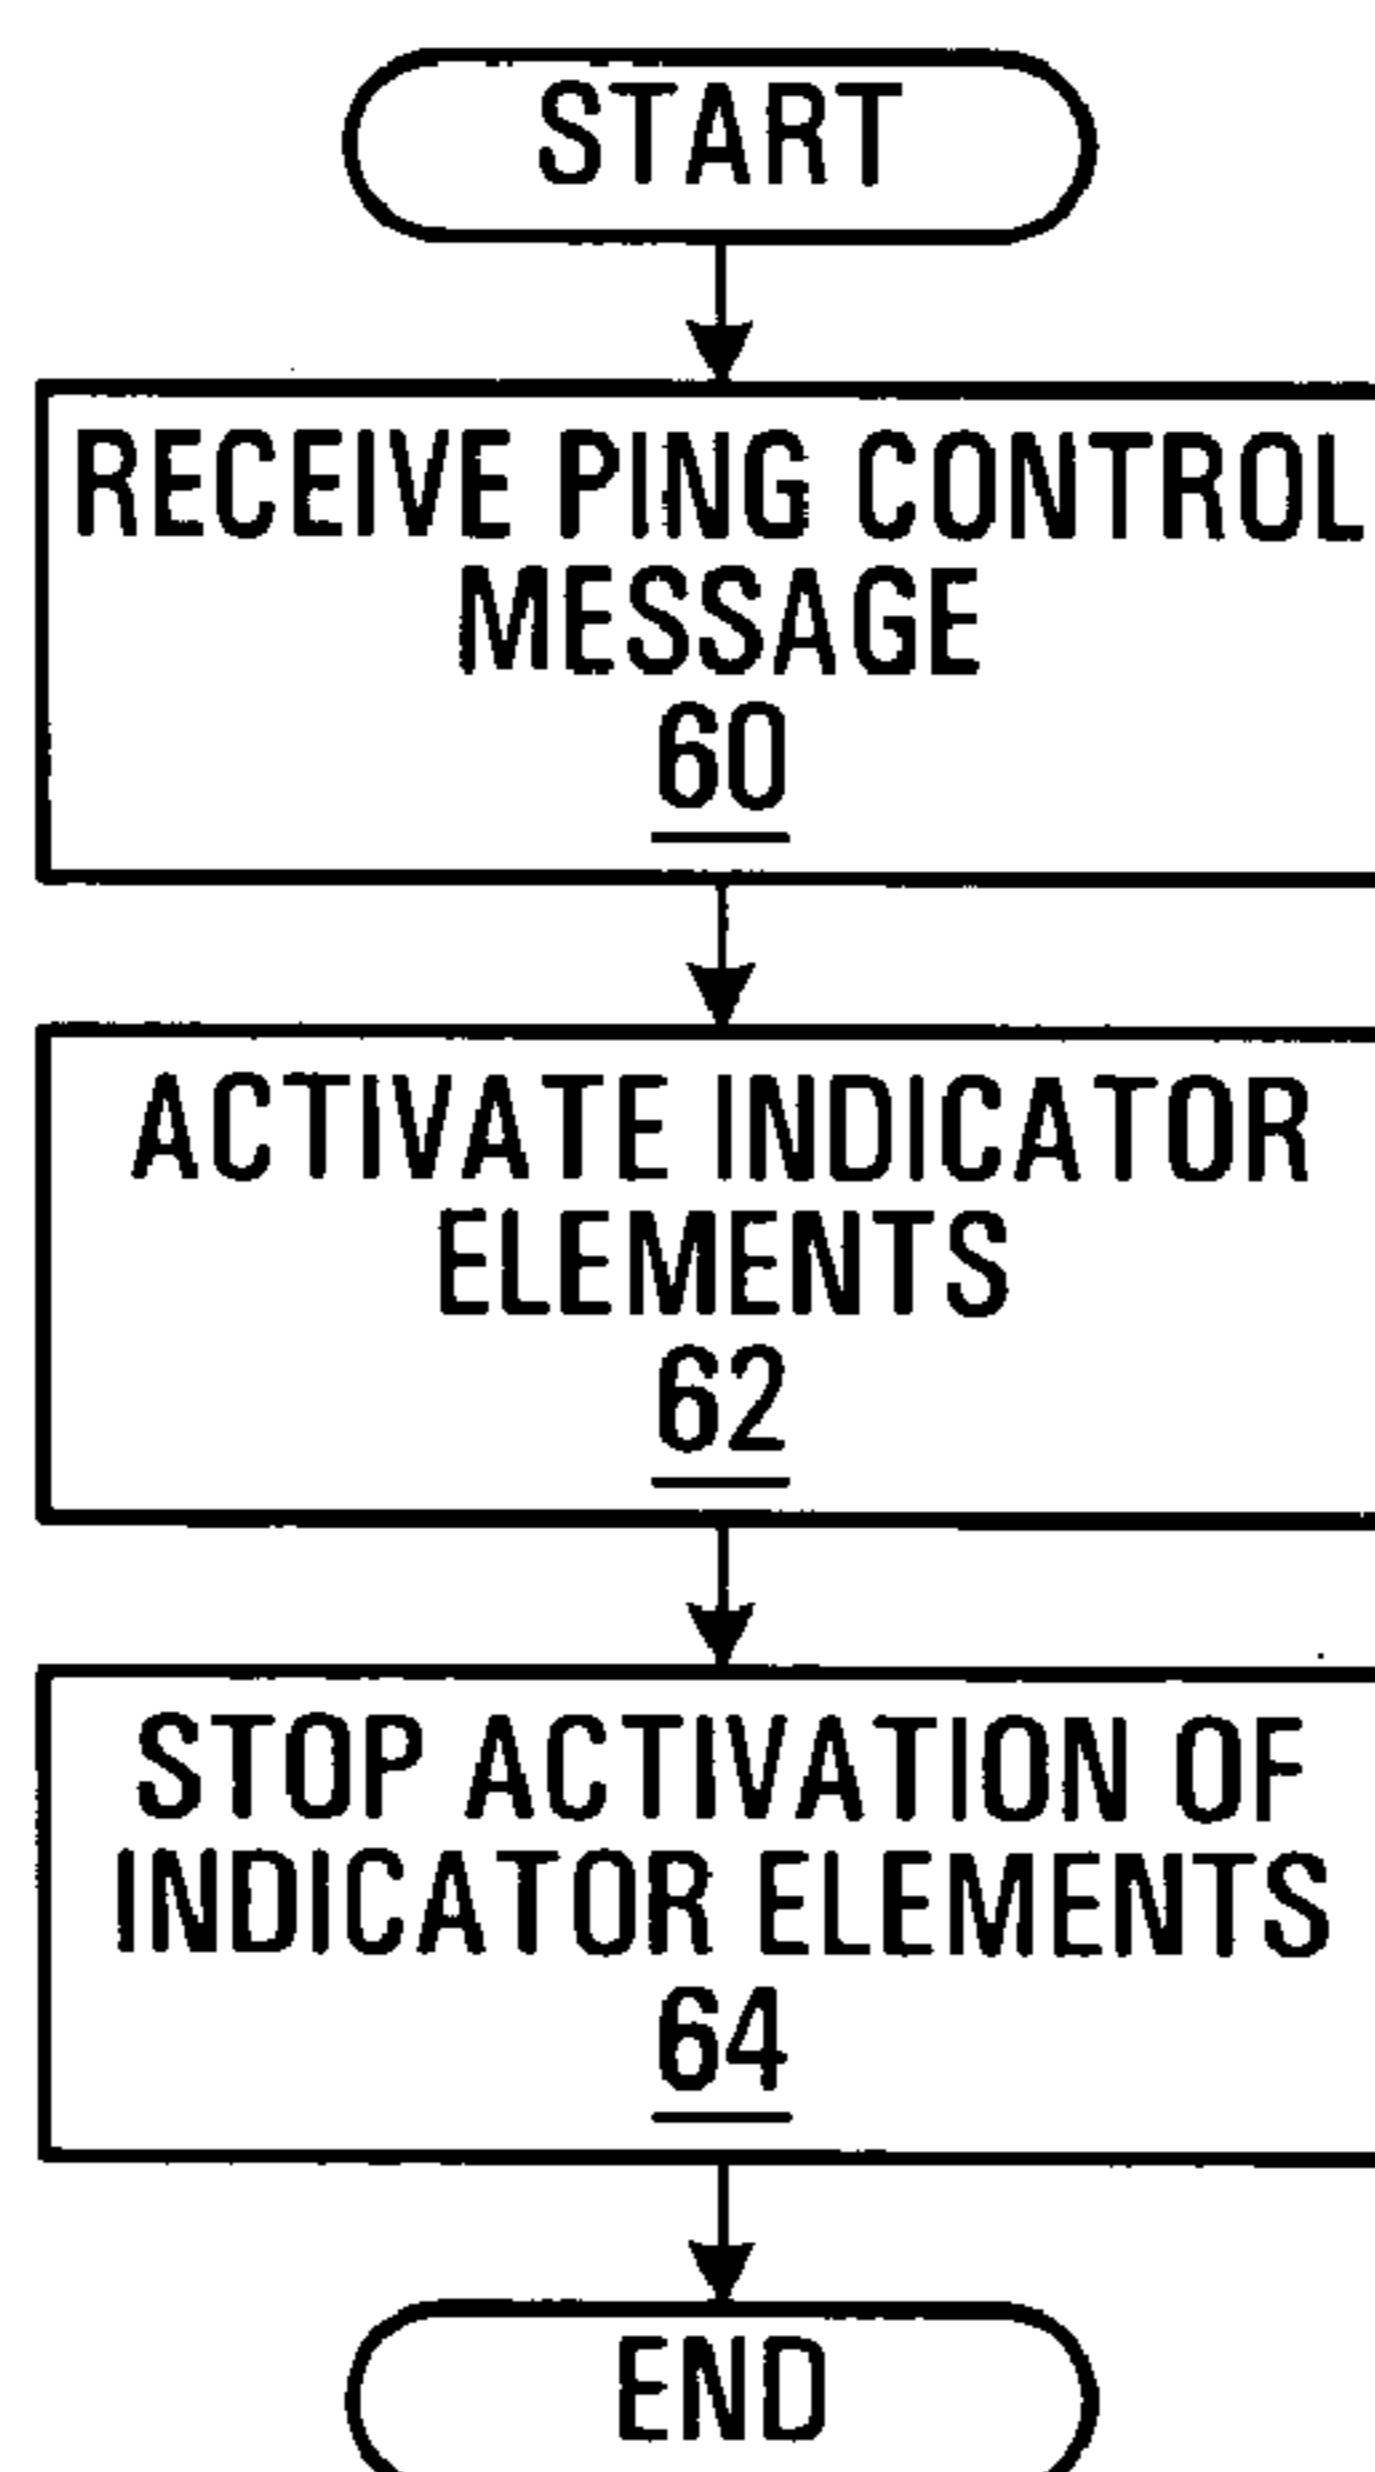 START
RECEIVE PING CONTROL
MESSAGE
60
ACTIVATE INDICATOR
ELEMENTS
62
STOP ACTIVATION OF
INDICATOR ELEMENTS
64
END